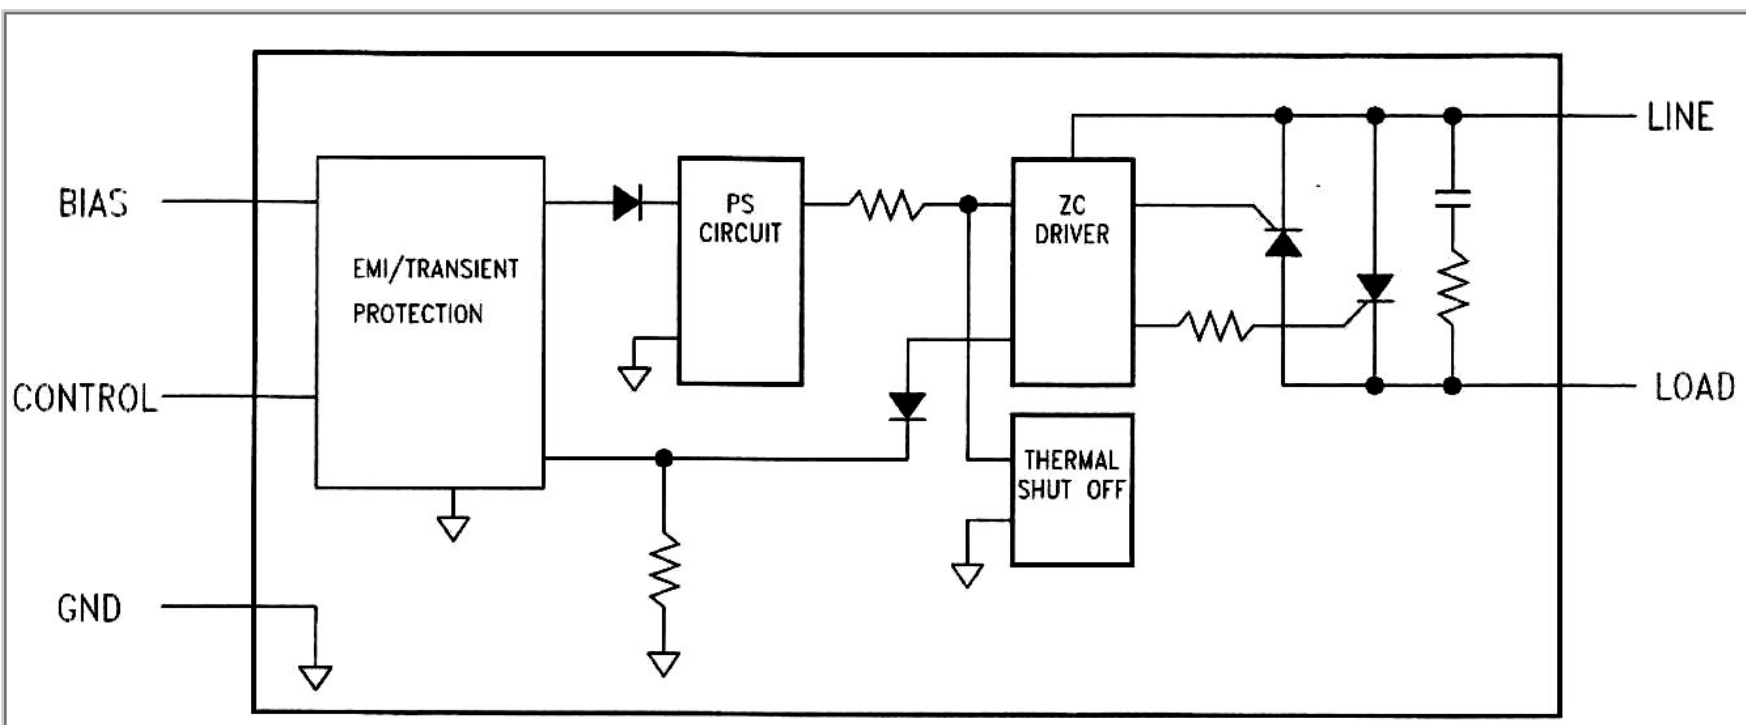 LINE
BIAS
PS
CIRCUIT
ZC
DRIVER
EMI/TRANSIENT
PROTECTION
CONTROL
LOAD
THERMAL
SHUT OFF
GND